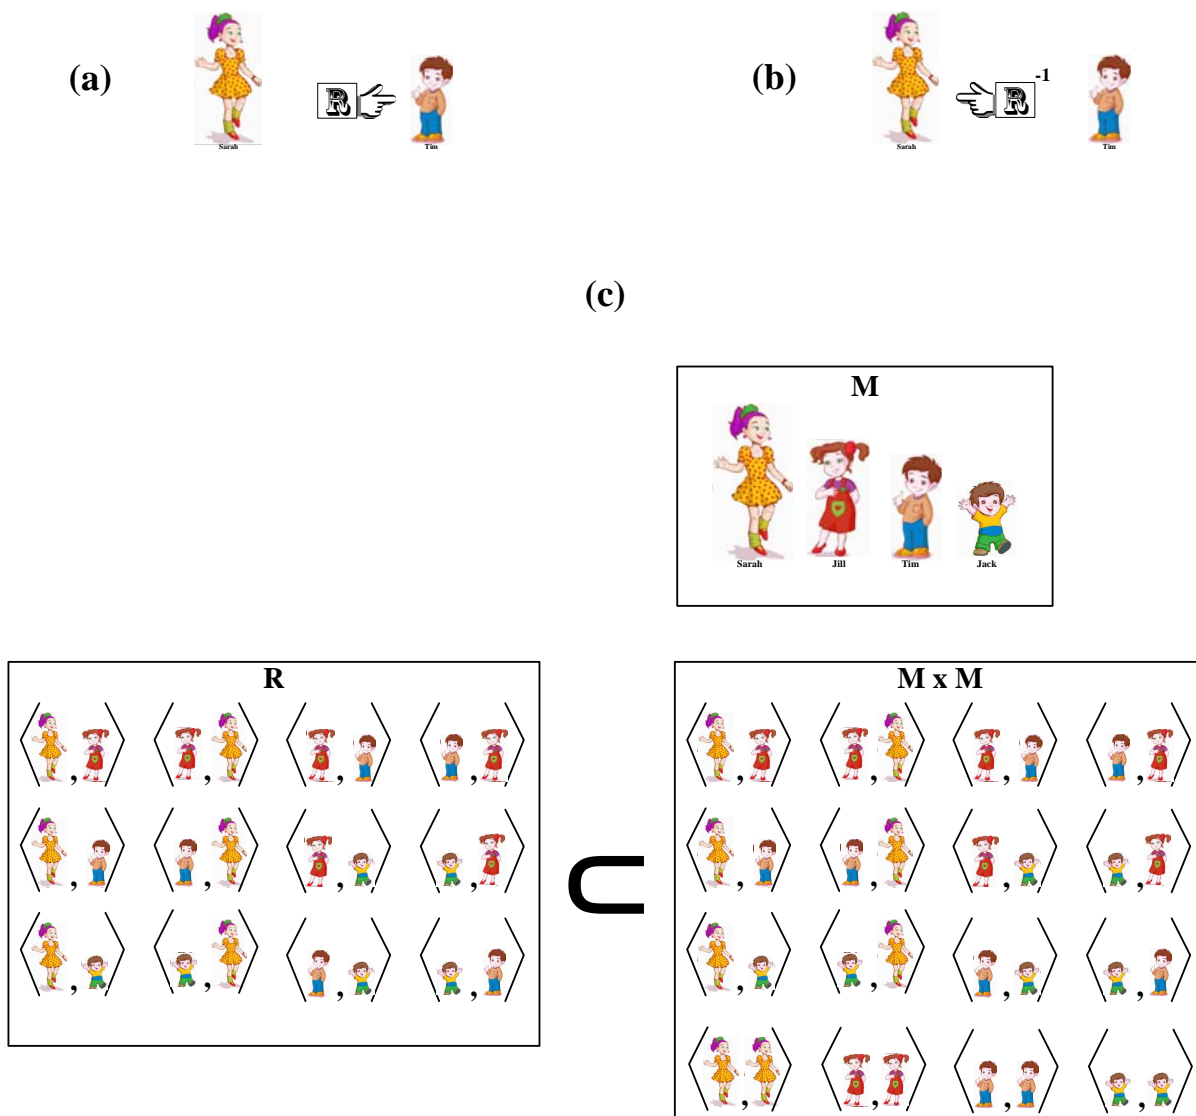 (a)
R
Sarah
Tim
(b)
R
-1
Sarah
Tim
(c)
M
Sarah
Jill
Tim
Jack
R
, , , ,
, , , ,
, , , ,
⊂
M x M
, , , ,
, , , ,
, , , ,
, , , ,